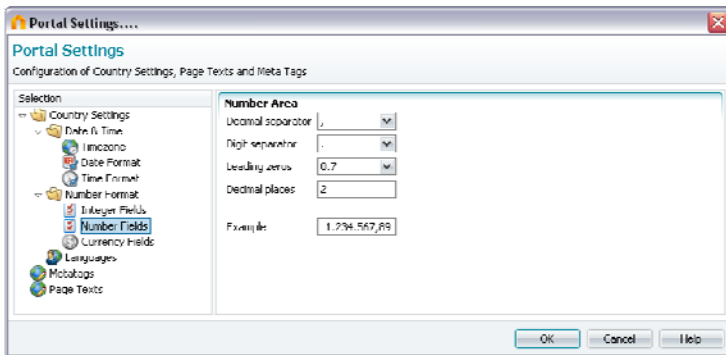 Portal Settings....
Portal Settings
Configuration of Country Settings, Page Texts and Meta Tags
Selection
Country Settings
Date & Time
Timezone
Date Format
Time Format
Number Format
Integer Fields
Number Fields
Currency Fields
Languages
Metatags
Page Texts
Number Area
Decimal separator ,
Digit separator .
Leading zeros 0.7
Decimal places 2
Example 1.234.567,89
OK Cancel Help